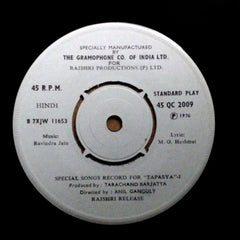 SPECIALLY MANUFACTURED
BY
THE GRAMOPHONE CO. OF INDIA LTD.
FOR
RAJSHRI PRODUCTIONS (P) LTD.
45 R.P.M.
STANDARD PLAY
HINDI
45 QC 2009
B 7XJW 11653
Ⓟ 1976
Music:
Ravindra Jain
Lyric:
M. G. Hashmat
SPECIAL SONGS RECORD FOR "TAPASYA"-I
Produced by : TARACHAND BARJATYA
Directed by : ANIL GANGULY
RAJSHRI RELEASE